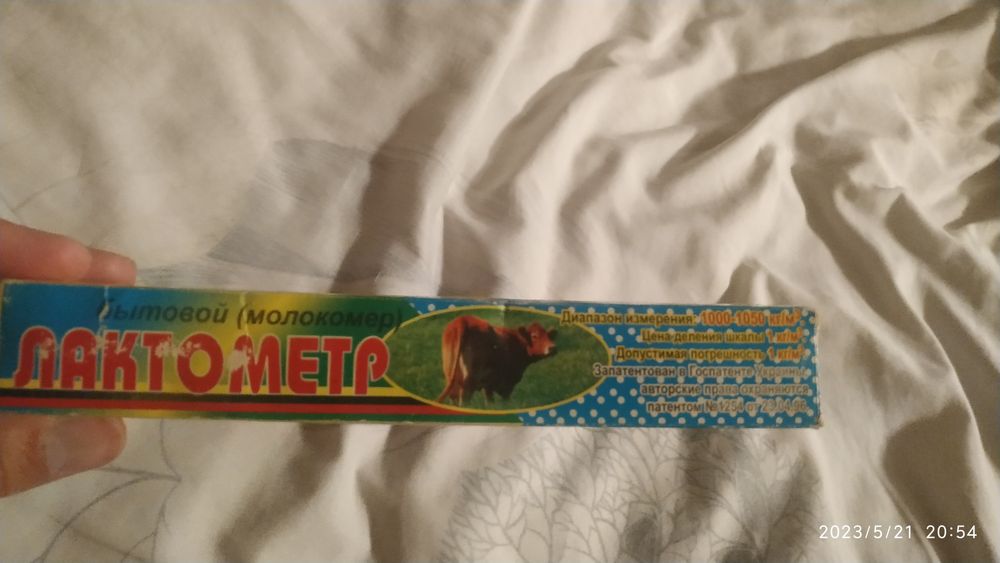 бытовой (молокомер)
ЛАКТОМЕТР
Диапазон измерения: 1000-1050 кг/м³
Цена деления шкалы 1 кг/м³
Допустимая погрешность 1 кг/м³
Запатентован в Госпатенте Украины,
авторские права охраняются
патентом №1254 от 23.04.96.
2023/5/21 20:54